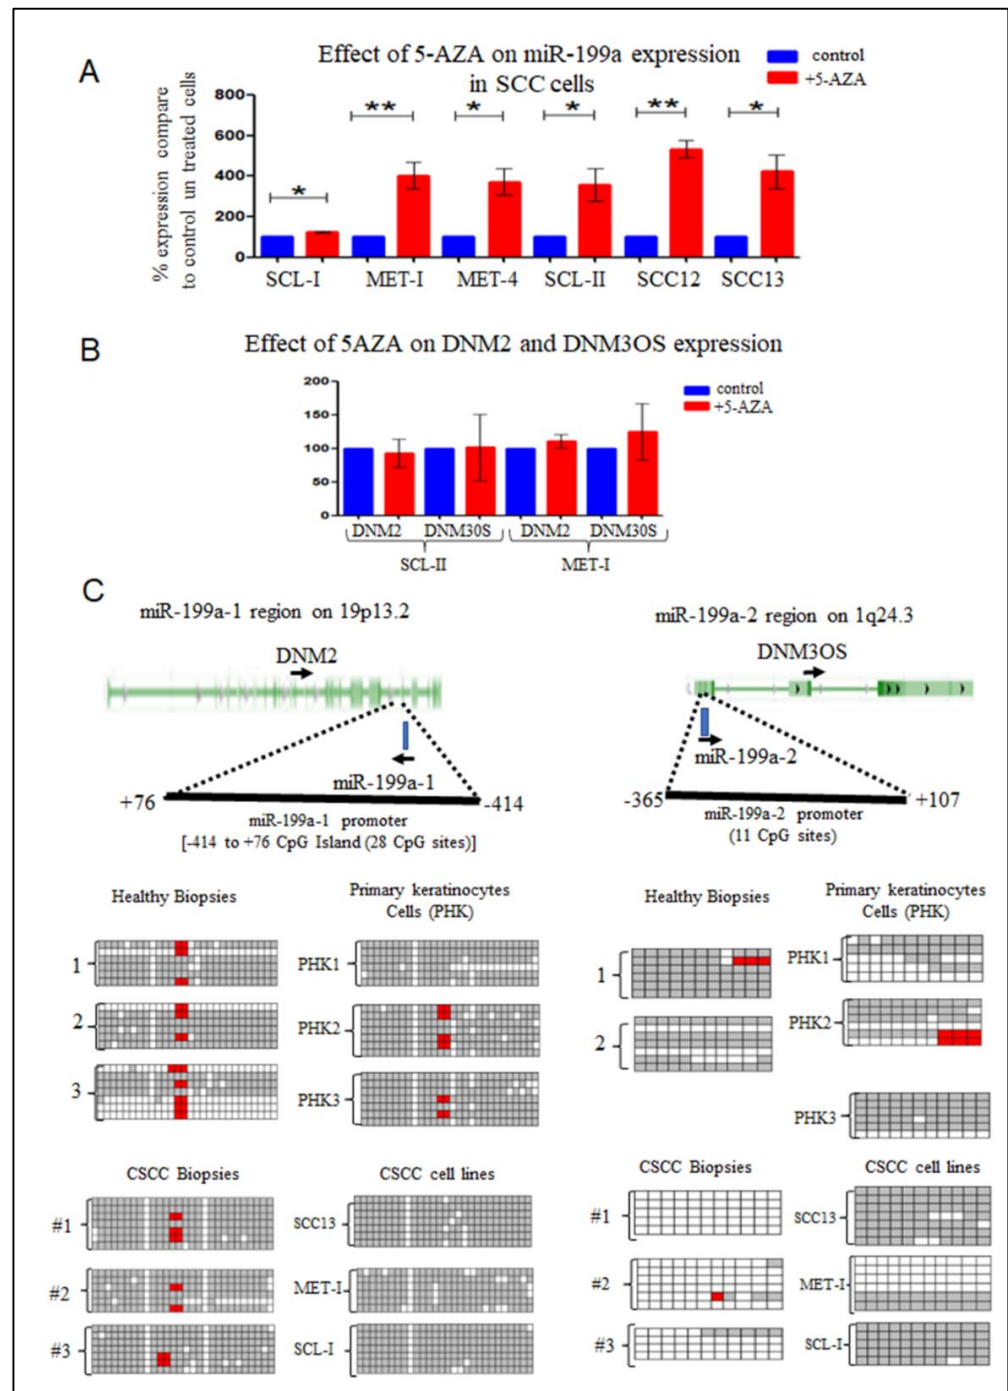 A
Effect of 5-AZA on miR-199a expression
in SCC cells
control
+5-AZA
% expression compare
to control un treated cells
800
600
400
200
0
*
**
*
*
**
*
SCL-I MET-I MET-4 SCL-II SCC12 SCC13
B
Effect of 5AZA on DNM2 and DNM3OS expression
control
+5-AZA
200
150
100
50
0
DNM2 DNM30S DNM2 DNM30S
SCL-II MET-I
C
miR-199a-1 region on 19p13.2
DNM2
miR-199a-1
+76 -414
miR-199a-1 promoter
[-414 to +76 CpG Island (28 CpG sites)]
miR-199a-2 region on 1q24.3
DNM3OS
miR-199a-2
-365 +107
miR-199a-2 promoter
(11 CpG sites)
Healthy Biopsies
1
2
3
Primary keratinocytes
Cells (PHK)
PHK1
PHK2
PHK3
CSCC Biopsies
#1
#2
#3
CSCC cell lines
SCC13
MET-I
SCL-I
Healthy Biopsies
1
2
Primary keratinocytes
Cells (PHK)
PHK1
PHK2
PHK3
CSCC Biopsies
#1
#2
#3
CSCC cell lines
SCC13
MET-I
SCL-I